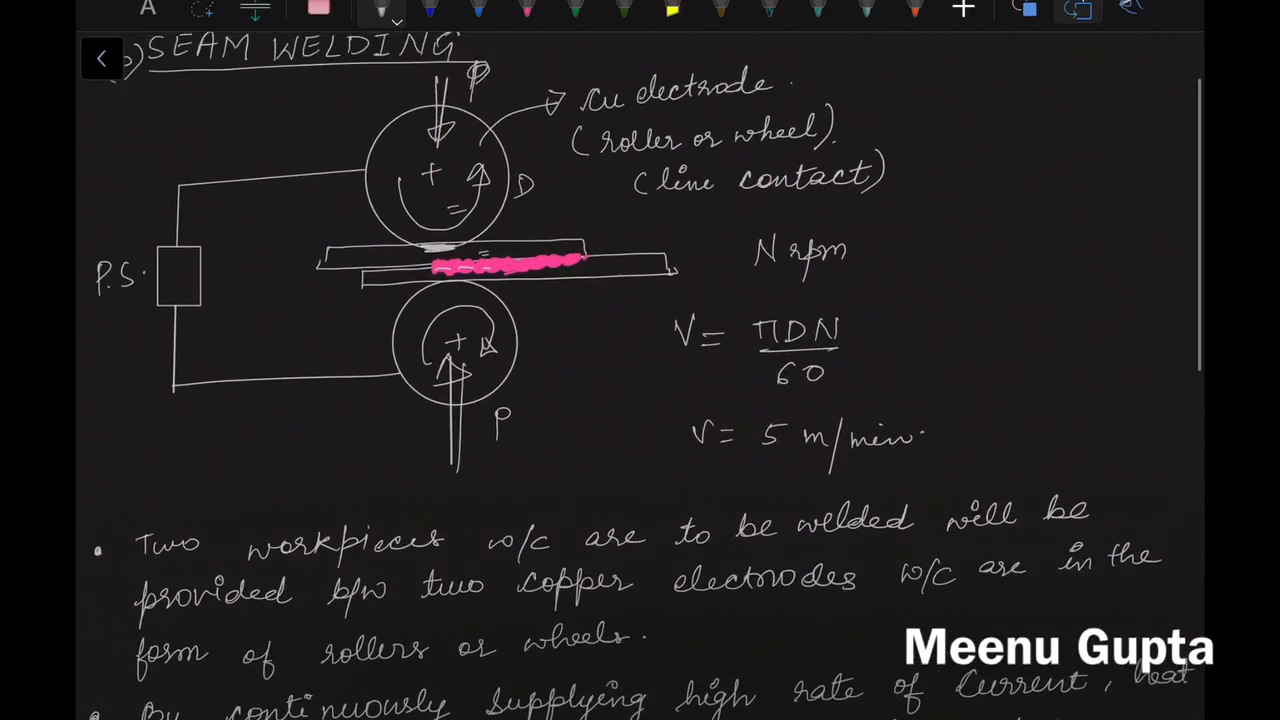 (b) SEAM WELDING
P
Cu electrode.
(roller or wheel).
(line contact)
D
P.S.
N rpm
V = πDN
60
V = 5 m/min.
P
• Two workpieces w/c are to be welded will be
provided b/w two copper electrodes w/c are in the
form of rollers or wheels.
Meenu Gupta
• By continuously supplying high rate of current, heat